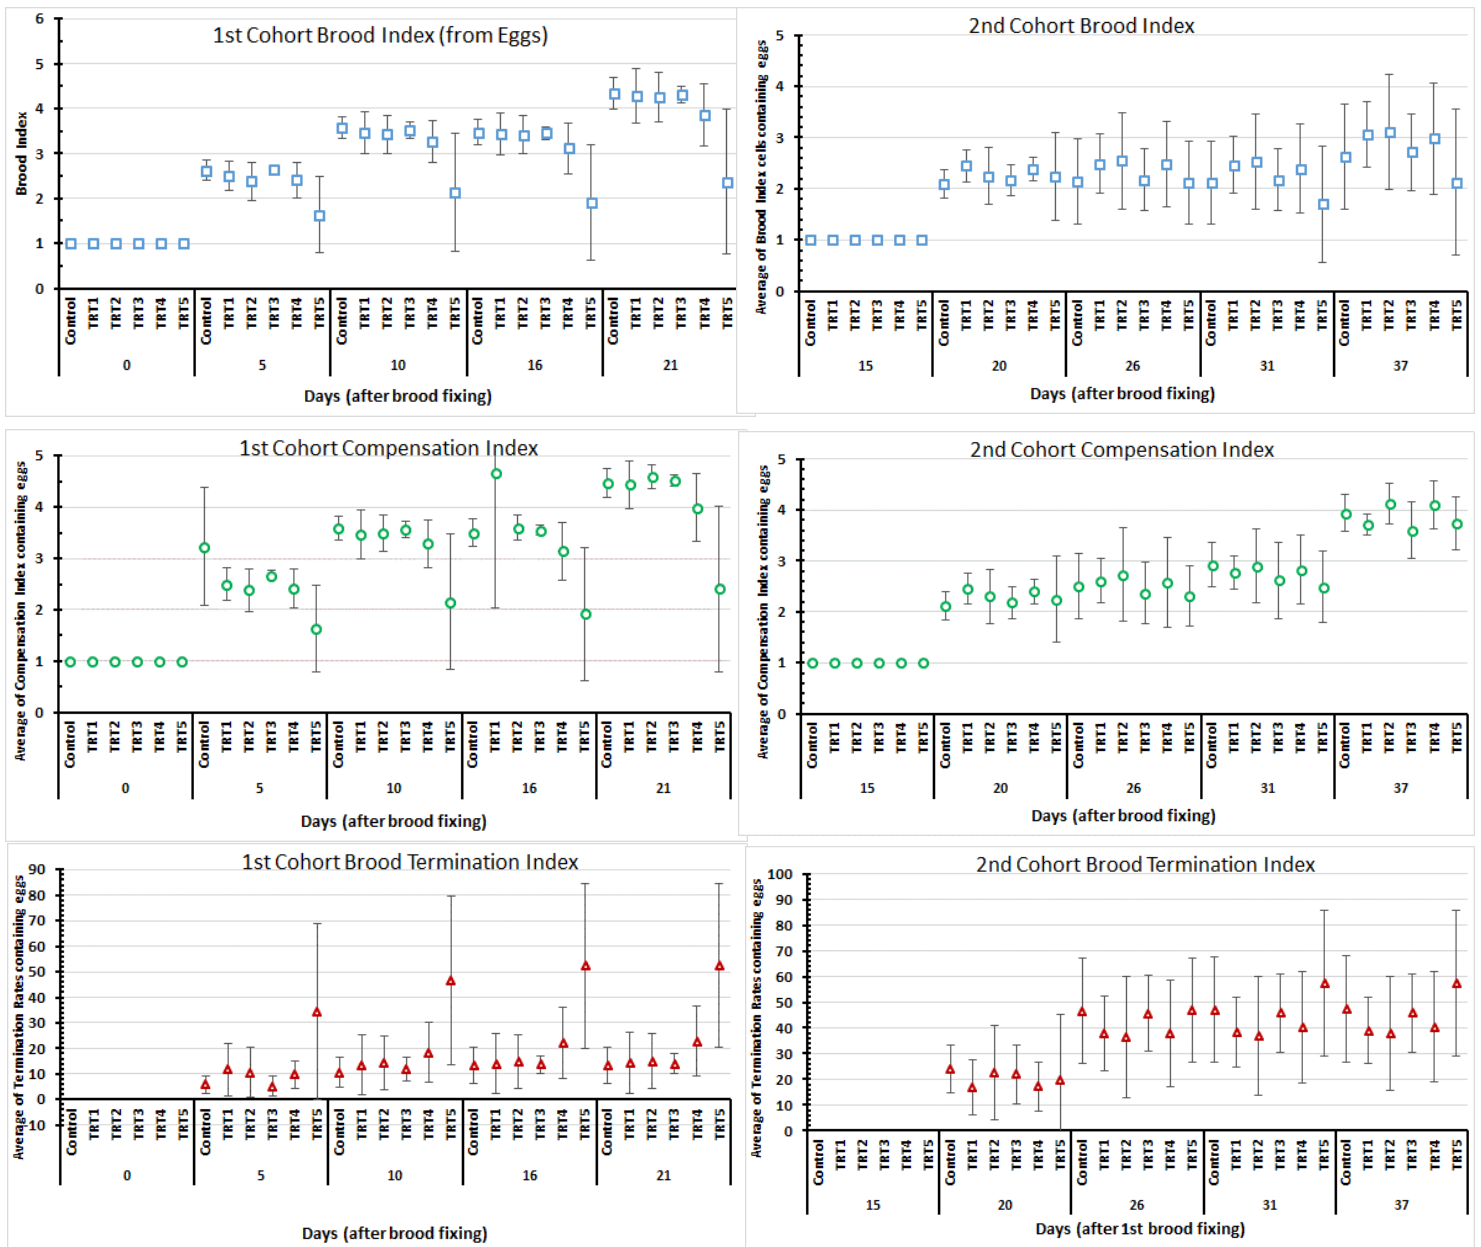 1st Cohort Brood Index (from Eggs)
Brood Index
6
5
4
3
2
1
0
Control TRT1 TRT2 TRT3 TRT4 TRT5 Control TRT1 TRT2 TRT3 TRT4 TRT5 Control TRT1 TRT2 TRT3 TRT4 TRT5 Control TRT1 TRT2 TRT3 TRT4 TRT5 Control TRT1 TRT2 TRT3 TRT4 TRT5
0 5 10 16 21
Days (after brood fixing)
2nd Cohort Brood Index
Average of Brood Index cells containing eggs
5
4
3
2
1
0
Control TRT1 TRT2 TRT3 TRT4 TRT5 Control TRT1 TRT2 TRT3 TRT4 TRT5 Control TRT1 TRT2 TRT3 TRT4 TRT5 Control TRT1 TRT2 TRT3 TRT4 TRT5 Control TRT1 TRT2 TRT3 TRT4 TRT5
15 20 26 31 37
Days (after brood fixing)
1st Cohort Compensation Index
Average of Compension Index containing eggs
5
4
3
2
1
0
Control TRT1 TRT2 TRT3 TRT4 TRT5 Control TRT1 TRT2 TRT3 TRT4 TRT5 Control TRT1 TRT2 TRT3 TRT4 TRT5 Control TRT1 TRT2 TRT3 TRT4 TRT5 Control TRT1 TRT2 TRT3 TRT4 TRT5
0 5 10 16 21
Days (after brood fixing)
2nd Cohort Compensation Index
Average of Compension Index containing eggs
5
4
3
2
1
0
Control TRT1 TRT2 TRT3 TRT4 TRT5 Control TRT1 TRT2 TRT3 TRT4 TRT5 Control TRT1 TRT2 TRT3 TRT4 TRT5 Control TRT1 TRT2 TRT3 TRT4 TRT5 Control TRT1 TRT2 TRT3 TRT4 TRT5
15 20 26 31 37
Days (after brood fixing)
1st Cohort Brood Termination Index
Average of Termination Rates containing eggs
90
80
70
60
50
40
30
20
10
0
10
Control TRT1 TRT2 TRT3 TRT4 TRT5 Control TRT1 TRT2 TRT3 TRT4 TRT5 Control TRT1 TRT2 TRT3 TRT4 TRT5 Control TRT1 TRT2 TRT3 TRT4 TRT5 Control TRT1 TRT2 TRT3 TRT4 TRT5
0 5 10 16 21
Days (after brood fixing)
2nd Cohort Brood Termination Index
Average of Termination Rates containing eggs
100
90
80
70
60
50
40
30
20
10
0
Control TRT1 TRT2 TRT3 TRT4 TRT5 Control TRT1 TRT2 TRT3 TRT4 TRT5 Control TRT1 TRT2 TRT3 TRT4 TRT5 Control TRT1 TRT2 TRT3 TRT4 TRT5 Control TRT1 TRT2 TRT3 TRT4 TRT5
15 20 26 31 37
Days (after 1st brood fixing)